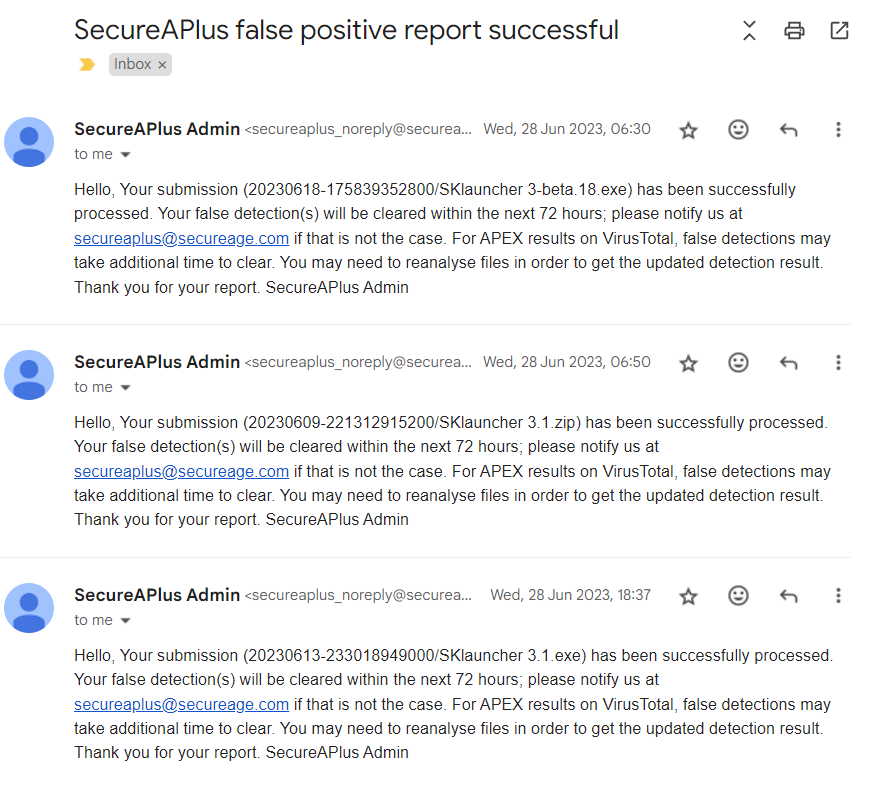 SecureAPlus false positive report successful
Inbox ×
SecureAPlus Admin <secureaplus_noreply@securea... Wed, 28 Jun 2023, 06:30
to me
Hello, Your submission (20230618-175839352800/SKlauncher 3-beta.18.exe) has been successfully
processed. Your false detection(s) will be cleared within the next 72 hours; please notify us at
secureaplus@secureage.com if that is not the case. For APEX results on VirusTotal, false detections may
take additional time to clear. You may need to reanalyse files in order to get the updated detection result.
Thank you for your report. SecureAPlus Admin
SecureAPlus Admin <secureaplus_noreply@securea... Wed, 28 Jun 2023, 06:50
to me
Hello, Your submission (20230609-221312915200/SKlauncher 3.1.zip) has been successfully processed.
Your false detection(s) will be cleared within the next 72 hours; please notify us at
secureaplus@secureage.com if that is not the case. For APEX results on VirusTotal, false detections may
take additional time to clear. You may need to reanalyse files in order to get the updated detection result.
Thank you for your report. SecureAPlus Admin
SecureAPlus Admin <secureaplus_noreply@securea... Wed, 28 Jun 2023, 18:37
to me
Hello, Your submission (20230613-233018949000/SKlauncher 3.1.exe) has been successfully processed.
Your false detection(s) will be cleared within the next 72 hours; please notify us at
secureaplus@secureage.com if that is not the case. For APEX results on VirusTotal, false detections may
take additional time to clear. You may need to reanalyse files in order to get the updated detection result.
Thank you for your report. SecureAPlus Admin